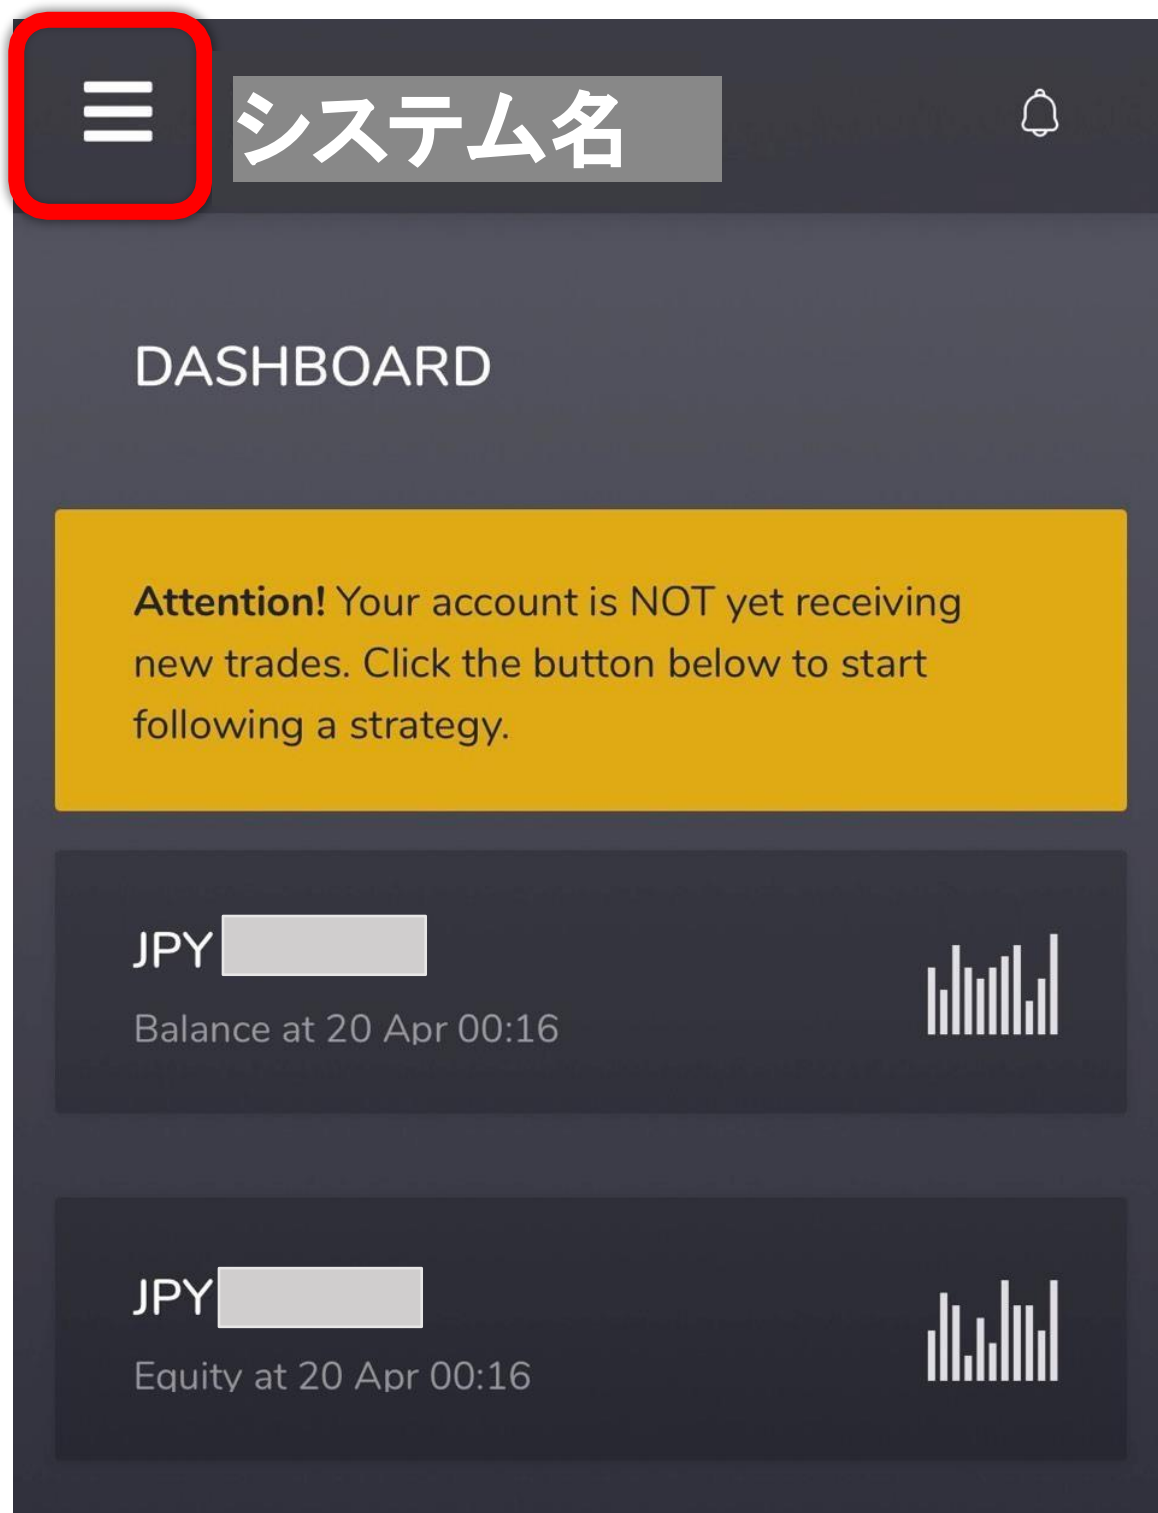 システム名
DASHBOARD
Attention! Your account is NOT yet receiving
new trades. Click the button below to start
following a strategy.
JPY
Balance at 20 Apr 00:16
JPY
Equity at 20 Apr 00:16